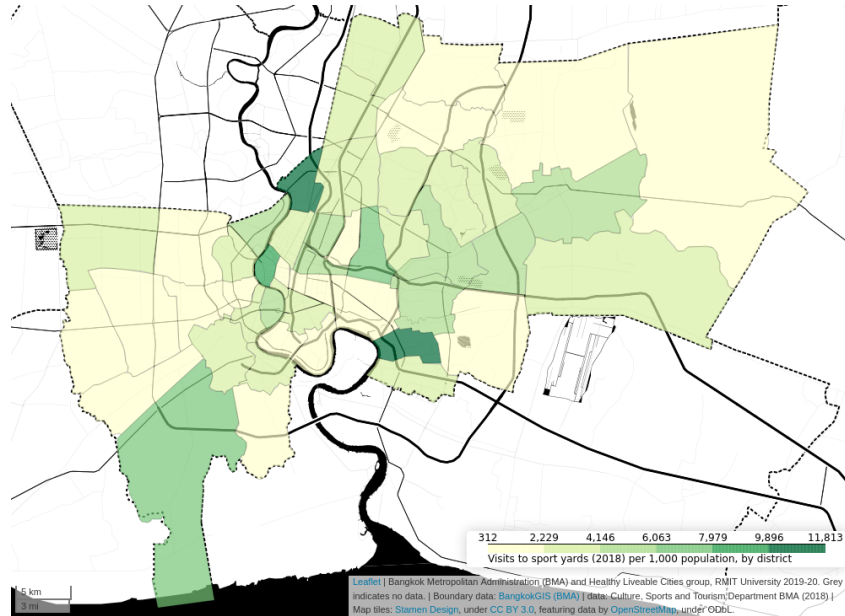 312 2,229 4,146 6,063 7,979 9,896 11,813
Visits to sport yards (2018) per 1,000 population, by district
5 km
3 mi
Leaflet | Bangkok Metropolitan Administration (BMA) and Healthy Liveable Cities group, RMIT University 2019-20. Grey
indicates no data. | Boundary data: BangkokGIS (BMA) | data: Culture, Sports and Tourism Department BMA (2018) |
Map tiles: Stamen Design, under CC BY 3.0, featuring data by OpenStreetMap, under ODbL.